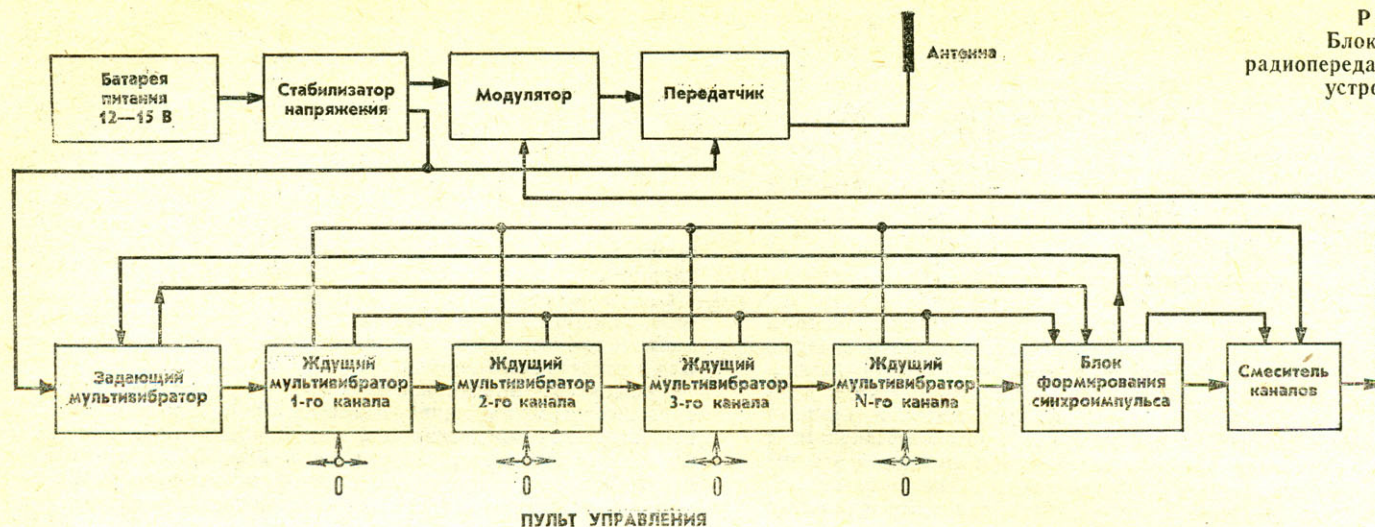 Р
Блок
радиопереда
устро
Антенна
Батарея
питания
12—15 В
Стабилизатор
напряжения
Модулятор
Передатчик
Задающий
мультивибратор
Ждущий
мультивибратор
1-го канала
Ждущий
мультивибратор
2-го канала
Ждущий
мультивибратор
3-го канала
Ждущий
мультивибратор
N-го канала
Блок
формирования
синхроимпульса
Смеситель
каналов
0
0
0
0
ПУЛЬТ УПРАВЛЕНИЯ